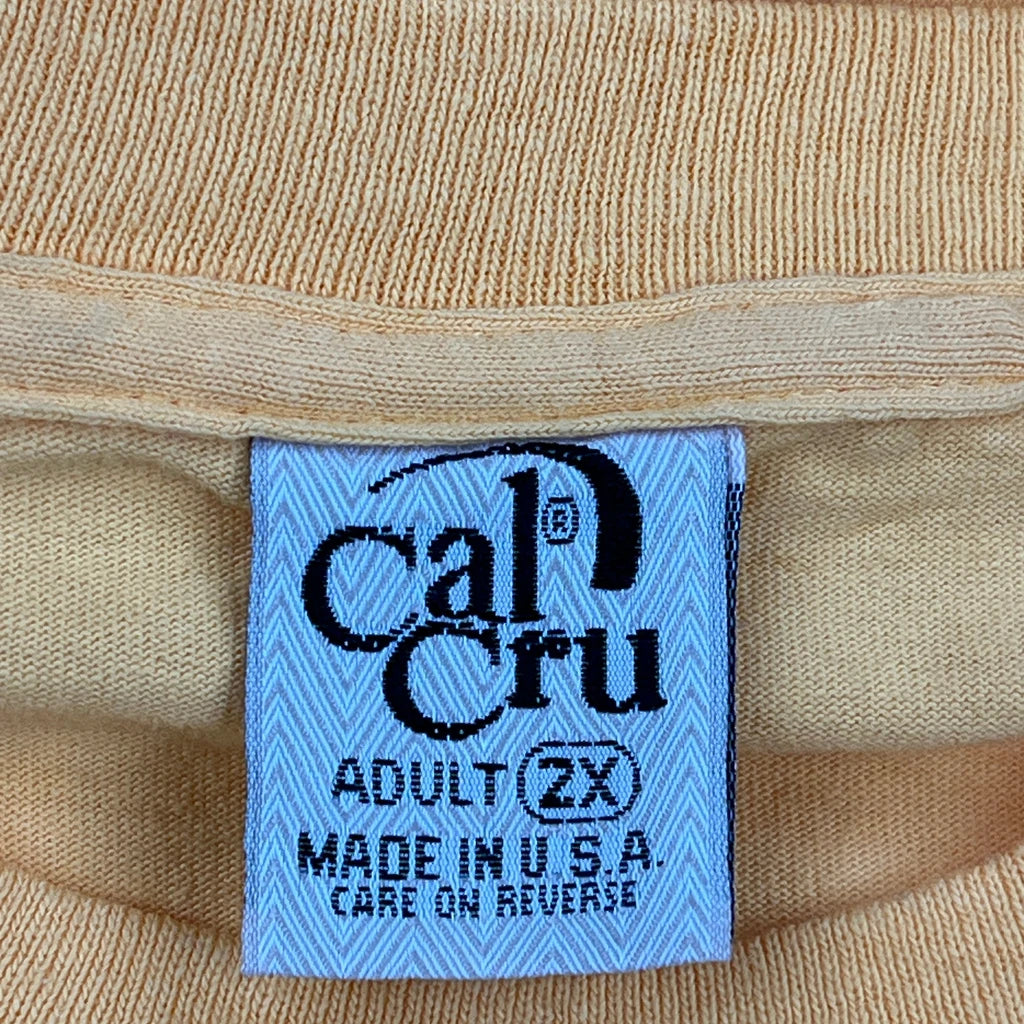 Cal®
Cru
ADULT 2X
MADE IN U.S.A.
CARE ON REVERSE